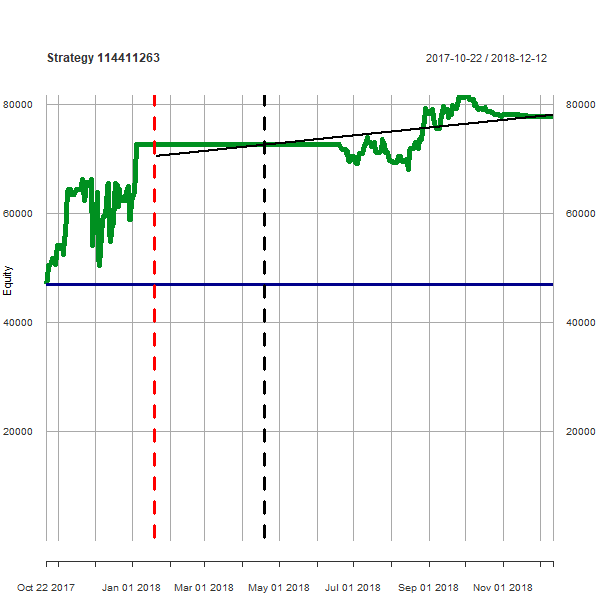 Strategy 114411263
2017-10-22 / 2018-12-12
80000
80000
60000
60000
Equity
40000
40000
20000
20000
Oct 22 2017
Jan 01 2018
Mar 01 2018
May 01 2018
Jul 01 2018
Sep 01 2018
Nov 01 2018